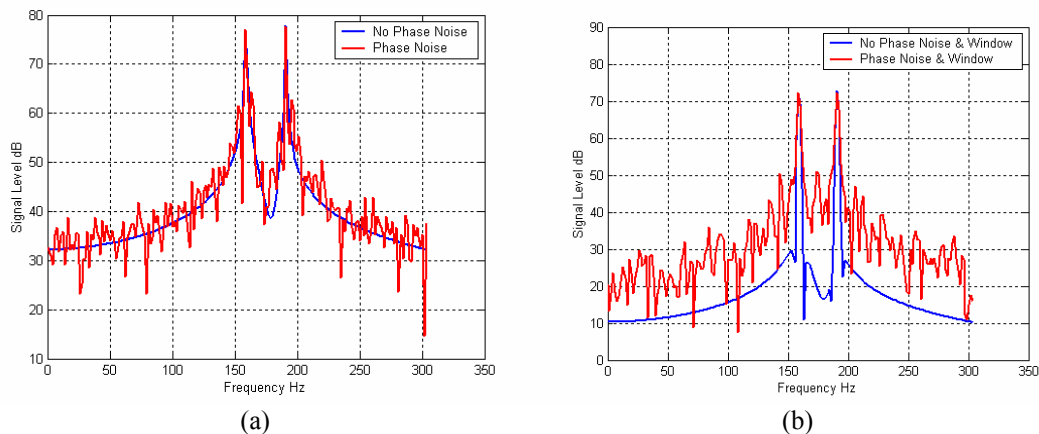 80
70
60
50
40
30
20
10
0 50 100 150 200 250 300 350
Signal Level dB
Frequency Hz
No Phase Noise
Phase Noise
(a)
90
80
70
60
50
40
30
20
10
0
0 50 100 150 200 250 300 350
Signal Level dB
Frequency Hz
No Phase Noise & Window
Phase Noise & Window
(b)